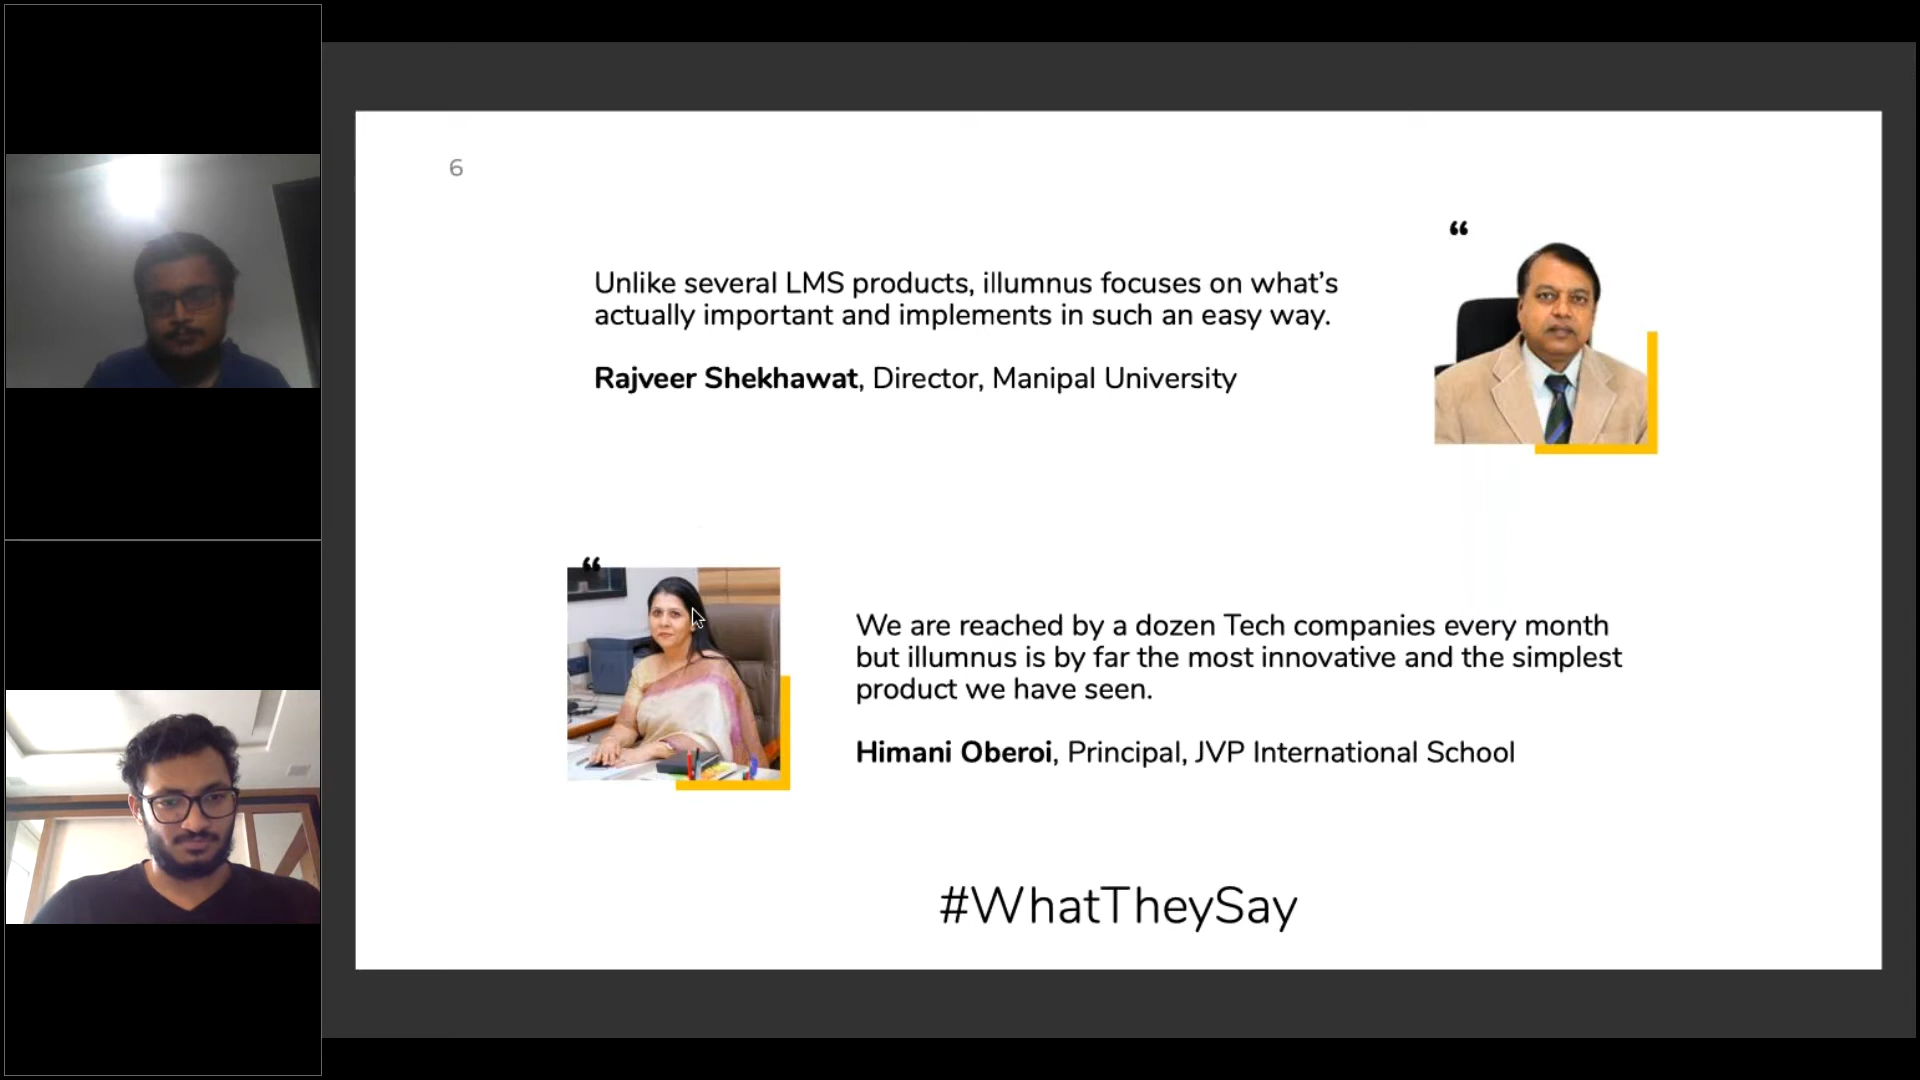 6
“
Unlike several LMS products, illumnus focuses on what’s
actually important and implements in such an easy way.
Rajveer Shekhawat, Director, Manipal University
“
We are reached by a dozen Tech companies every month
but illumnus is by far the most innovative and the simplest
product we have seen.
Himani Oberoi, Principal, JVP International School
#WhatTheySay